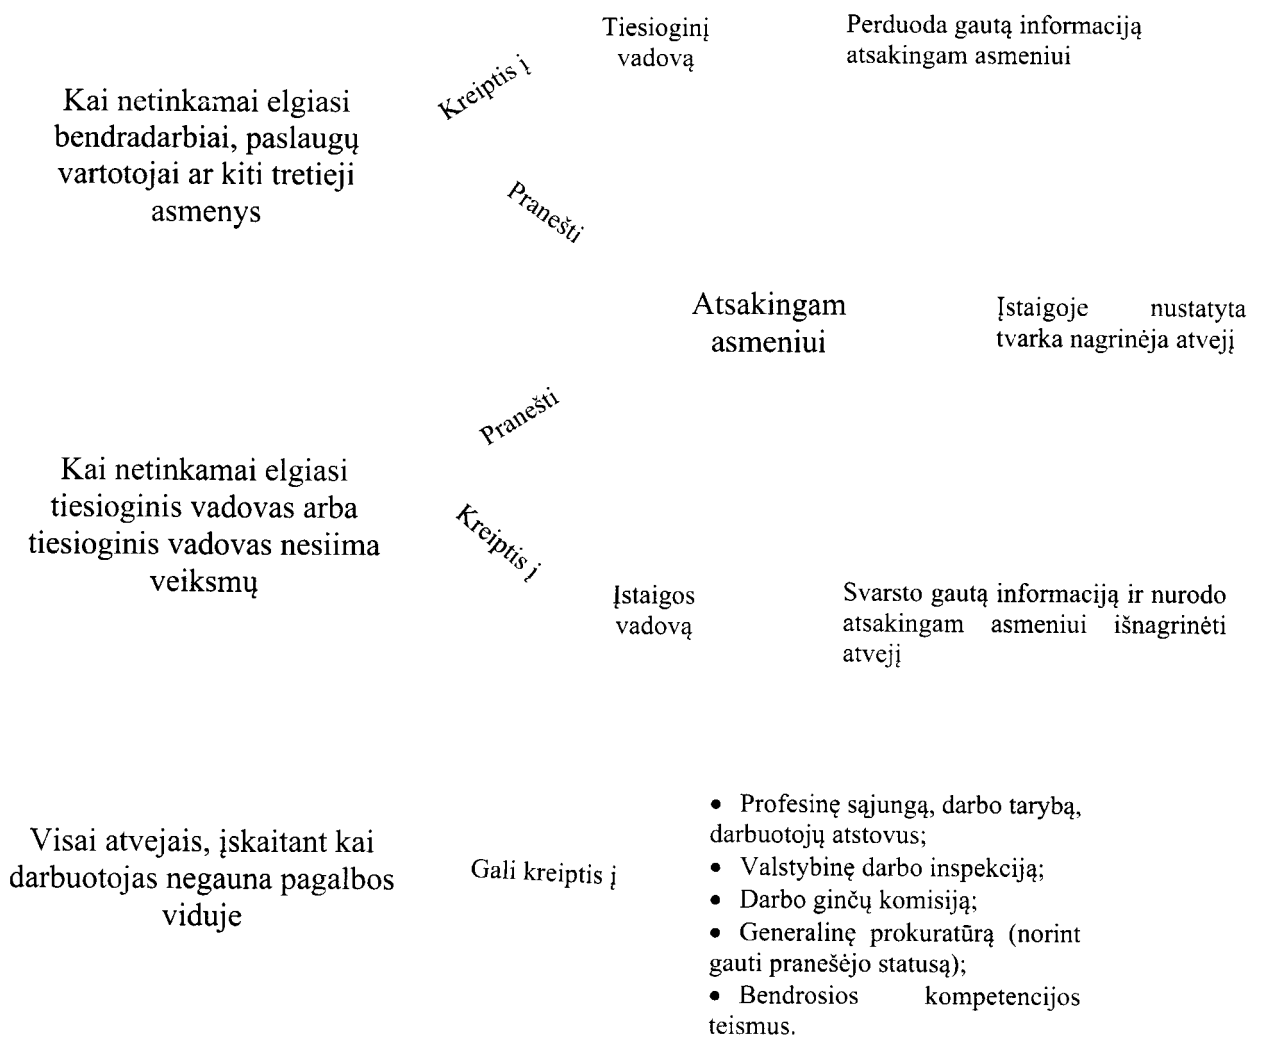 Tiesioginį
vadovą
Perduoda gautą informaciją
atsakingam asmeniui
Kreiptis į
Kai netinkamai elgiasi
bendradarbiai, paslaugų
vartotojai ar kiti tretieji
asmenys
Pranešti
Atsakingam
asmeniui
Įstaigoje nustatyta
tvarka nagrinėja atvejį
Pranešti
Kai netinkamai elgiasi
tiesioginis vadovas arba
tiesioginis vadovas nesiima
veiksmų
Kreiptis į
Įstaigos
vadovą
Svarsto gautą informaciją ir nurodo
atsakingam asmeniui išnagrinėti
atvejį
Visai atvejais, įskaitant kai
darbuotojas negauna pagalbos
viduje
Gali kreiptis į
• Profesinę sąjungą, darbo tarybą,
darbuotojų atstovus;
• Valstybinę darbo inspekciją;
• Darbo ginčų komisiją;
• Generalinę prokuratūrą (norint
gauti pranešėjo statusą);
• Bendrosios kompetencijos
teismus.